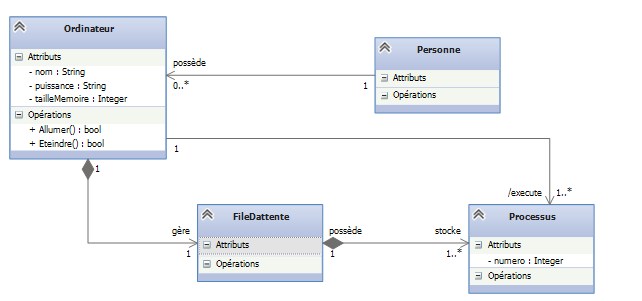 Ordinateur
Attributs
- nom : String
- puissance : String
- tailleMemoire : Integer
Opérations
+ Allumer() : bool
+ Eteindre() : bool
Personne
Attributs
Opérations
possède
0..*
1
1
/execute
1..*
1
gère
1
FileDattente
Attributs
Opérations
possède
1
stocke
1..*
Processus
Attributs
- numero : Integer
Opérations